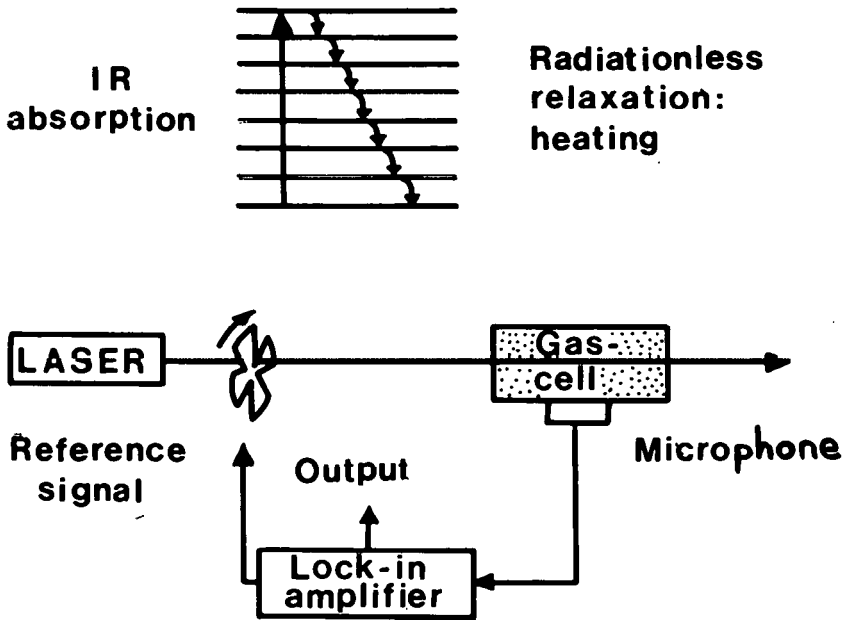 IR
absorption
Radiationless
relaxation:
heating
LASER
Gas-
cell
Reference
signal
Output
Microphone
Lock-in
amplifier